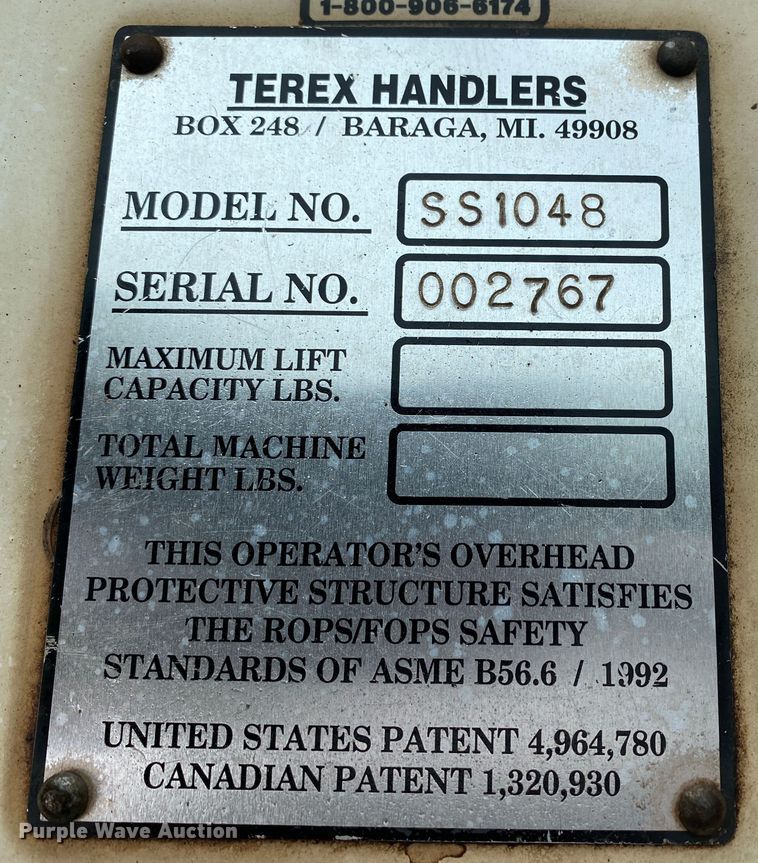 1-800-906-6174
TEREX HANDLERS
BOX 248 / BARAGA, MI. 49908
MODEL NO. SS1048
SERIAL NO. 002767
MAXIMUM LIFT
CAPACITY LBS.
TOTAL MACHINE
WEIGHT LBS.
THIS OPERATOR'S OVERHEAD
PROTECTIVE STRUCTURE SATISFIES
THE ROPS/FOPS SAFETY
STANDARDS OF ASME B56.6 / 1992
UNITED STATES PATENT 4,964,780
CANADIAN PATENT 1,320,930
Purple Wave Auction